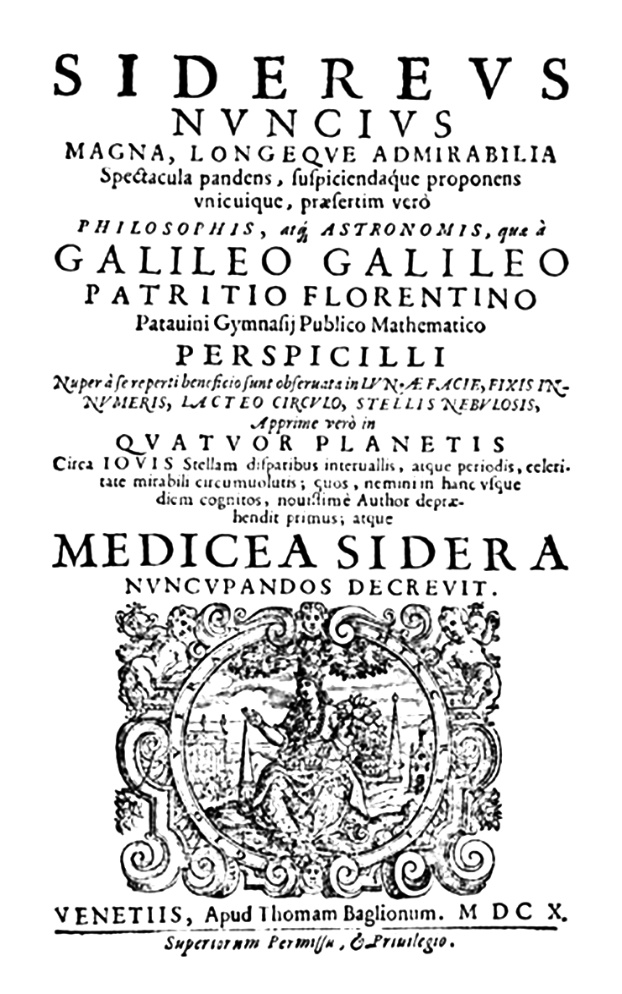 SIDEREVS
NVNCIVS
MAGNA, LONGEQVE ADMIRABILIA
Spectacula pandens, ſuſpiciendaque proponens
vnicuique, præſertim verò
PHILOSOPHIS, atq́; ASTRONOMIS, quæ à
GALILEO GALILEO
PATRITIO FLORENTINO
Patauini Gymnaſij Publico Mathematico
PERSPICILLI
Nuper à ſe reperti beneficio ſunt obſeruata in LVNÆ FACIE, FIXIS IN-
NVMERIS, LACTEO CIRCVLO, STELLIS NEBVLOSIS,
Apprime verò in
QVATVOR PLANETIS
Circa IOVIS Stellam diſparibus interuallis, atque periodis, celeri-
tate mirabili circumuolutis; quos, nemini in hanc vſque
diem cognitos, nouiſſimè Author depræ-
hendit primus; atque
MEDICEA SIDERA
NVNCVPANDOS DECREVIT.
VENETIIS, Apud Thomam Baglionum. M DC X.
Superiorum Permiſſu, & Priuilegio.